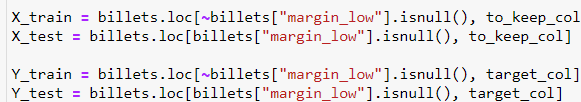 X_train = billets.loc[~billets["margin_low"].isnull(), to_keep_col
X_test = billets.loc[billets["margin_low"].isnull(), to_keep_col]
Y_train = billets.loc[~billets["margin_low"].isnull(), target_col]
Y_test = billets.loc[billets["margin_low"].isnull(), target_col]